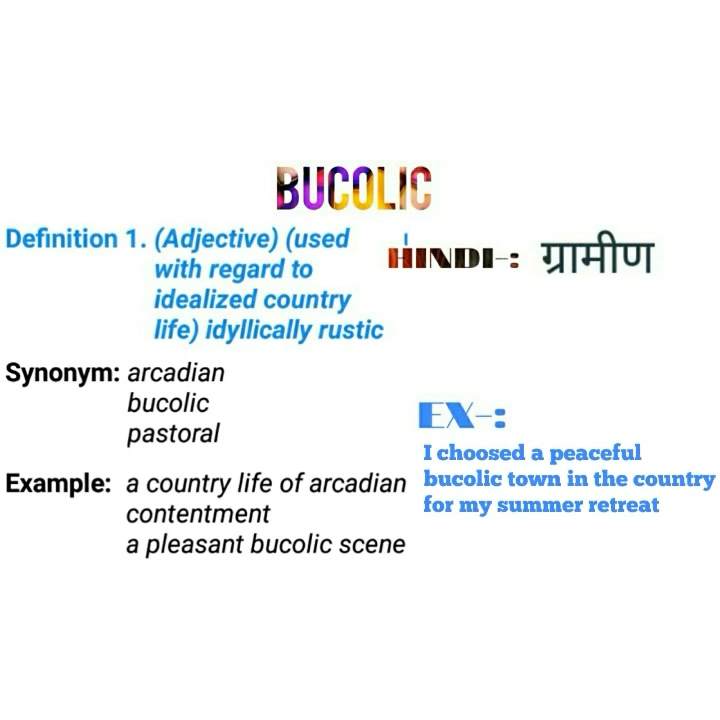 BUCOLIC
Definition 1. (Adjective) (used
with regard to
idealized country
life) idyllically rustic
HINDI-: ग्रामीण
Synonym: arcadian
bucolic
pastoral
Example: a country life of arcadian
contentment
a pleasant bucolic scene
EX-:
I choosed a peaceful
bucolic town in the country
for my summer retreat